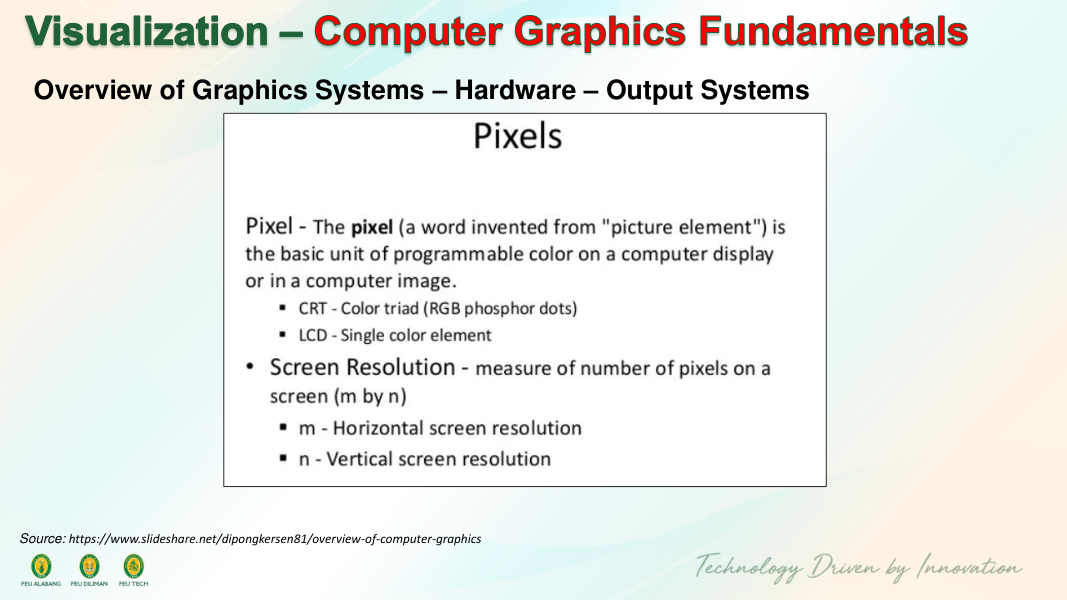 Visualization – Computer Graphics Fundamentals
Overview of Graphics Systems – Hardware – Output Systems
Pixels
Pixel - The pixel (a word invented from "picture element") is
the basic unit of programmable color on a computer display
or in a computer image.
▪ CRT - Color triad (RGB phosphor dots)
▪ LCD - Single color element
• Screen Resolution - measure of number of pixels on a
screen (m by n)
▪ m - Horizontal screen resolution
▪ n - Vertical screen resolution
Source: https://www.slideshare.net/dipongkersen81/overview-of-computer-graphics
FEU ALABANG FEU DILIMAN FEU TECH
Technology Driven by Innovation